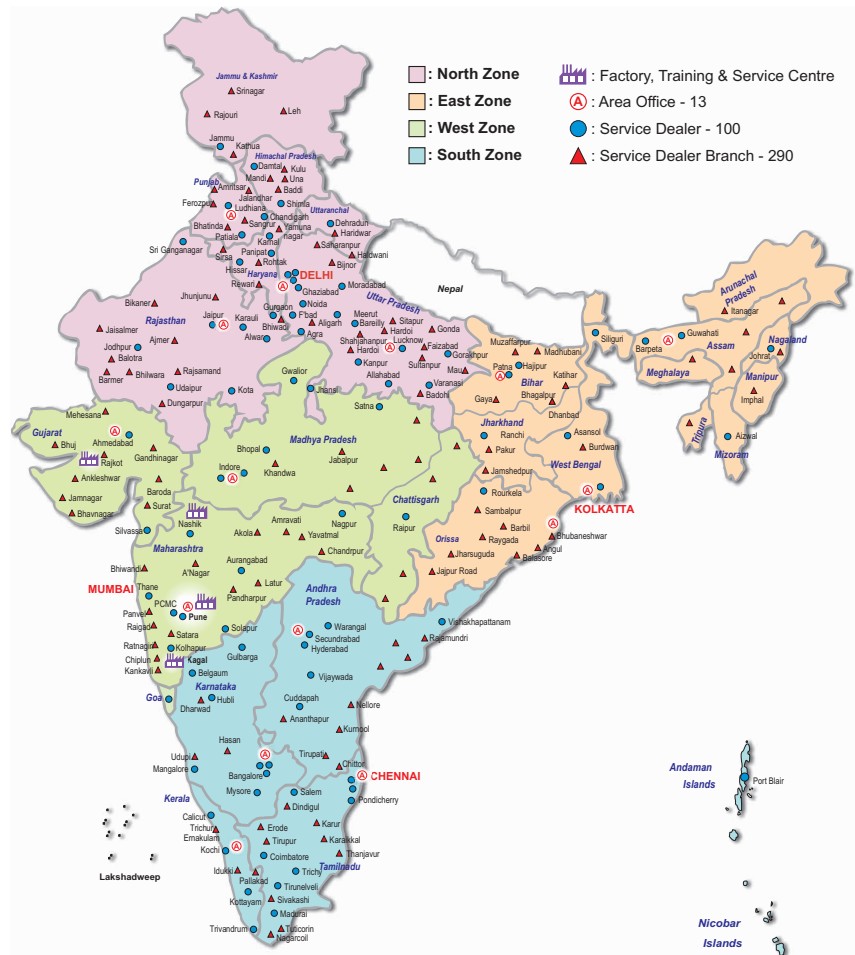 : North Zone
: East Zone
: West Zone
: South Zone
: Factory, Training & Service Centre
A : Area Office - 13
: Service Dealer - 100
: Service Dealer Branch - 290
Jammu & Kashmir
Srinagar
Leh
Rajouri
Jammu
Kathua
Himachal Pradesh
Damtal
Kulu
Mandi
Una
Baddi
Shimla
Punjab
Amritsar
Jalandhar
Ferozpur
Ludhiana
A
Chandigarh
Bhatinda
Sangrur
Yamuna
nagar
Patiala
Uttaranchal
Dehradun
Haridwar
Karnal
Saharanpur
Haldwani
Sri Ganganagar
Sirsa
Panipat
Hissar
Rohtak
Bijnor
Haryana
DELHI
Rewari
A
Ghaziabad
Moradabad
Nepal
Uttar Pradesh
Bikaner
Jhunjunu
Noida
Gurgaon
F'bad
Meerut
Sitapur
Rajasthan
Jaipur
A
Karauli
Bhiwadi
Aligarh
Bareilly
Hardoi
Gonda
Jaisalmer
Ajmer
Alwar
Agra
Shahjahanpur
A
Lucknow
Faizabad
Jodhpur
Hardoi
Gorakhpur
Balotra
Kanpur
Sultanpur
Mau
Barmer
Bhilwara
Rajsamand
Gwalior
Allahabad
Varanasi
Udaipur
Kota
Jhansi
Badohi
Dungarpur
Satna
Muzaffarpur
Madhubani
Patna
A
Hajipur
Bihar
Katihar
Gaya
Bhagalpur
Dhanbad
Siliguri
Arunachal
Pradesh
Itanagar
Barpeta
A
Guwahati
Assam
Nagaland
Johrat
Meghalaya
Manipur
Imphal
Tripura
Aizwal
Mizoram
Mehesana
Gujarat
A
Bhuj
Ahmedabad
Rajkot
Gandhinagar
Ankleshwar
Baroda
Jamnagar
Surat
Bhavnagar
Madhya Pradesh
Bhopal
Indore
A
Khandwa
Jabalpur
Jharkhand
Ranchi
Asansol
Pakur
Burdwan
West Bengal
Jamshedpur
A
KOLKATTA
Chattisgarh
Raipur
Rourkela
Sambalpur
A
Barbil
Bhubaneshwar
Orissa
Raygada
Angul
Jharsuguda
Balasore
Jajpur Road
Silvassa
Nashik
Nagpur
Amravati
Akola
Yavatmal
Maharashtra
Chandrpur
Aurangabad
Bhiwandi
A'Nagar
Latur
MUMBAI
Thane
Pandharpur
PCMC
A
Panvel
Pune
Raigad
Solapur
Satara
Ratnagiri
Kolhapur
Chiplun
Kagal
Kankavli
Gulbarga
Belgaum
Andhra
Pradesh
Warangal
A
Secundrabad
Hyderabad
Vishakhapattanam
Rajamundri
Vijaywada
Karnataka
Goa
Hubli
Dharwad
Cuddapah
Nellore
Ananthapur
Kurnool
Hasan
Udupi
A
Tirupati
Chittor
Mangalore
Bangalore
A
CHENNAI
Mysore
Salem
Pondicherry
Kerala
Dindigul
Calicut
Trichur
Erode
Karur
Ernakulam
Tirupur
Karaikkal
Kochi
A
Coimbatore
Thanjavur
Idukki
Tamilnadu
Pallakad
Trichy
Kottayam
Tirunelveli
Sivakashi
Madurai
Trivandrum
Tuticorin
Nagarcoil
Lakshadweep
Andaman
Islands
Port Blair
Nicobar
Islands